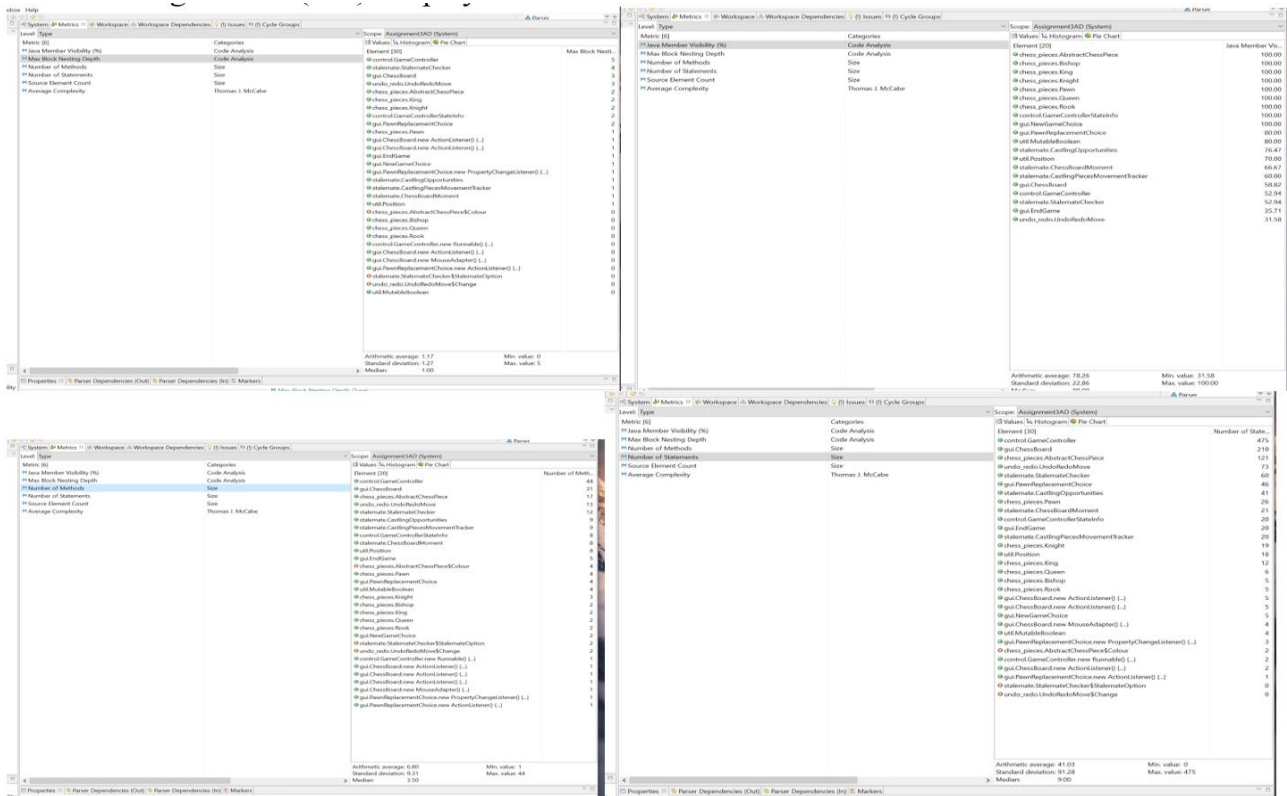 Window Help
Parser
System Metrics Workspace Workspace Dependencies (!) Issues Cycle Groups
Level: Type
Metric [6] Categories
Java Member Visibility (%) Code Analysis
Max Block Nesting Depth Code Analysis
Number of Methods Size
Number of Statements Size
Source Element Count Size
Average Complexity Thomas J. McCabe
Scope: Assignment3AD (System)
Values Histogram Pie Chart
Element [30] Max Block Nesti...
control.GameController 5
stalemate.StalemateChecker 4
gui.ChessBoard 3
undo_redo.UndoRedoMove 3
chess_pieces.AbstractChessPiece 2
chess_pieces.King 2
chess_pieces.Knight 2
control.GameControllerStateInfo 2
gui.PawnReplacementChoice 2
chess_pieces.Pawn 1
gui.ChessBoard.new ActionListener() {...} 1
gui.ChessBoard.new ActionListener() {...} 1
gui.EndGame 1
gui.NewGameChoice 1
gui.PawnReplacementChoice.new PropertyChangeListener() {...} 1
stalemate.CastlingOpportunities 1
stalemate.CastlingPiecesMovementTracker 1
stalemate.ChessBoardMoment 1
util.Position 1
chess_pieces.AbstractChessPiece$Colour 0
chess_pieces.Bishop 0
chess_pieces.Queen 0
chess_pieces.Rook 0
control.GameController.new Runnable() {...} 0
gui.ChessBoard.new ActionListener() {...} 0
gui.ChessBoard.new MouseAdapter() {...} 0
gui.PawnReplacementChoice.new ActionListener() {...} 0
stalemate.StalemateChecker$StalemateOption 0
undo_redo.UndoRedoMove$Change 0
util.MutableBoolean 0
Arithmetic average: 1.17 Min. value: 0
Standard deviation: 1.27 Max. value: 5
Median: 1.00
Properties Parser Dependencies (Out) Parser Dependencies (In) Markers
Parser
System Metrics Workspace Workspace Dependencies (!) Issues Cycle Groups
Level: Type
Metric [6] Categories
Java Member Visibility (%) Code Analysis
Max Block Nesting Depth Code Analysis
Number of Methods Size
Number of Statements Size
Source Element Count Size
Average Complexity Thomas J. McCabe
Scope: Assignment3AD (System)
Values Histogram Pie Chart
Element [20] Java Member Vis...
chess_pieces.AbstractChessPiece 100.00
chess_pieces.Bishop 100.00
chess_pieces.King 100.00
chess_pieces.Knight 100.00
chess_pieces.Pawn 100.00
chess_pieces.Queen 100.00
chess_pieces.Rook 100.00
control.GameControllerStateInfo 100.00
gui.NewGameChoice 100.00
gui.PawnReplacementChoice 80.00
util.MutableBoolean 80.00
stalemate.CastlingOpportunities 76.47
util.Position 70.00
stalemate.ChessBoardMoment 66.67
stalemate.CastlingPiecesMovementTracker 60.00
gui.ChessBoard 58.82
control.GameController 52.94
stalemate.StalemateChecker 52.94
gui.EndGame 35.71
undo_redo.UndoRedoMove 31.58
Arithmetic average: 78.26 Min. value: 31.58
Standard deviation: 22.86 Max. value: 100.00
Parser
System Metrics Workspace Workspace Dependencies (!) Issues Cycle Groups
Level: Type
Metric [6] Categories
Java Member Visibility (%) Code Analysis
Max Block Nesting Depth Code Analysis
Number of Methods Size
Number of Statements Size
Source Element Count Size
Average Complexity Thomas J. McCabe
Scope: Assignment3AD (System)
Values Histogram Pie Chart
Element [30] Number of Meth...
control.GameController 44
gui.ChessBoard 31
chess_pieces.AbstractChessPiece 17
undo_redo.UndoRedoMove 13
stalemate.StalemateChecker 12
stalemate.CastlingOpportunities 9
stalemate.CastlingPiecesMovementTracker 9
control.GameControllerStateInfo 8
stalemate.ChessBoardMoment 8
util.Position 8
gui.EndGame 5
chess_pieces.AbstractChessPiece$Colour 4
chess_pieces.Pawn 4
gui.PawnReplacementChoice 4
util.MutableBoolean 4
chess_pieces.Knight 3
chess_pieces.Bishop 2
chess_pieces.King 2
chess_pieces.Queen 2
chess_pieces.Rook 2
gui.NewGameChoice 2
stalemate.StalemateChecker$StalemateOption 2
undo_redo.UndoRedoMove$Change 2
control.GameController.new Runnable() {...} 1
gui.ChessBoard.new ActionListener() {...} 1
gui.ChessBoard.new ActionListener() {...} 1
gui.ChessBoard.new ActionListener() {...} 1
gui.ChessBoard.new MouseAdapter() {...} 1
gui.PawnReplacementChoice.new PropertyChangeListener() {...} 1
gui.PawnReplacementChoice.new ActionListener() {...} 1
Arithmetic average: 6.80 Min. value: 1
Standard deviation: 9.31 Max. value: 44
Median: 3.50
Properties Parser Dependencies (Out) Parser Dependencies (In) Markers
Parser
System Metrics Workspace Workspace Dependencies (!) Issues Cycle Groups
Level: Type
Metric [6] Categories
Java Member Visibility (%) Code Analysis
Max Block Nesting Depth Code Analysis
Number of Methods Size
Number of Statements Size
Source Element Count Size
Average Complexity Thomas J. McCabe
Scope: Assignment3AD (System)
Values Histogram Pie Chart
Element [30] Number of State...
control.GameController 475
gui.ChessBoard 210
chess_pieces.AbstractChessPiece 121
undo_redo.UndoRedoMove 73
stalemate.StalemateChecker 60
gui.PawnReplacementChoice 46
stalemate.CastlingOpportunities 41
chess_pieces.Pawn 26
stalemate.ChessBoardMoment 21
control.GameControllerStateInfo 20
gui.EndGame 20
stalemate.CastlingPiecesMovementTracker 20
chess_pieces.Knight 19
util.Position 18
chess_pieces.King 12
chess_pieces.Queen 6
chess_pieces.Bishop 5
chess_pieces.Rook 5
gui.ChessBoard.new ActionListener() {...} 5
gui.ChessBoard.new ActionListener() {...} 5
gui.NewGameChoice 5
gui.ChessBoard.new MouseAdapter() {...} 4
util.MutableBoolean 4
gui.PawnReplacementChoice.new PropertyChangeListener() {...} 3
chess_pieces.AbstractChessPiece$Colour 2
control.GameController.new Runnable() {...} 2
gui.ChessBoard.new ActionListener() {...} 2
gui.PawnReplacementChoice.new ActionListener() {...} 1
stalemate.StalemateChecker$StalemateOption 0
undo_redo.UndoRedoMove$Change 0
Arithmetic average: 41.03 Min. value: 0
Standard deviation: 91.28 Max. value: 475
Median: 9.00
Properties Parser Dependencies (Out) Parser Dependencies (In) Markers